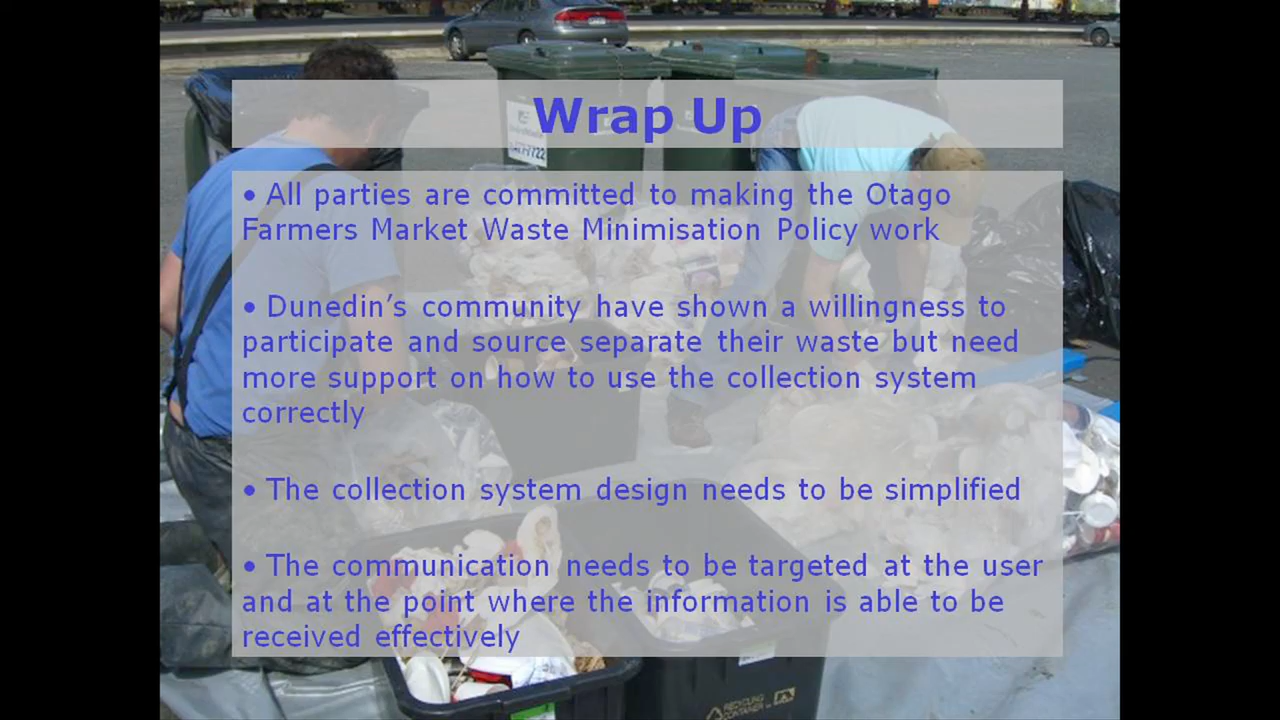 Wrap Up
• All parties are committed to making the Otago
Farmers Market Waste Minimisation Policy work
• Dunedin’s community have shown a willingness to
participate and source separate their waste but need
more support on how to use the collection system
correctly
• The collection system design needs to be simplified
• The communication needs to be targeted at the user
and at the point where the information is able to be
received effectively
RECYCLING
CONTAINER